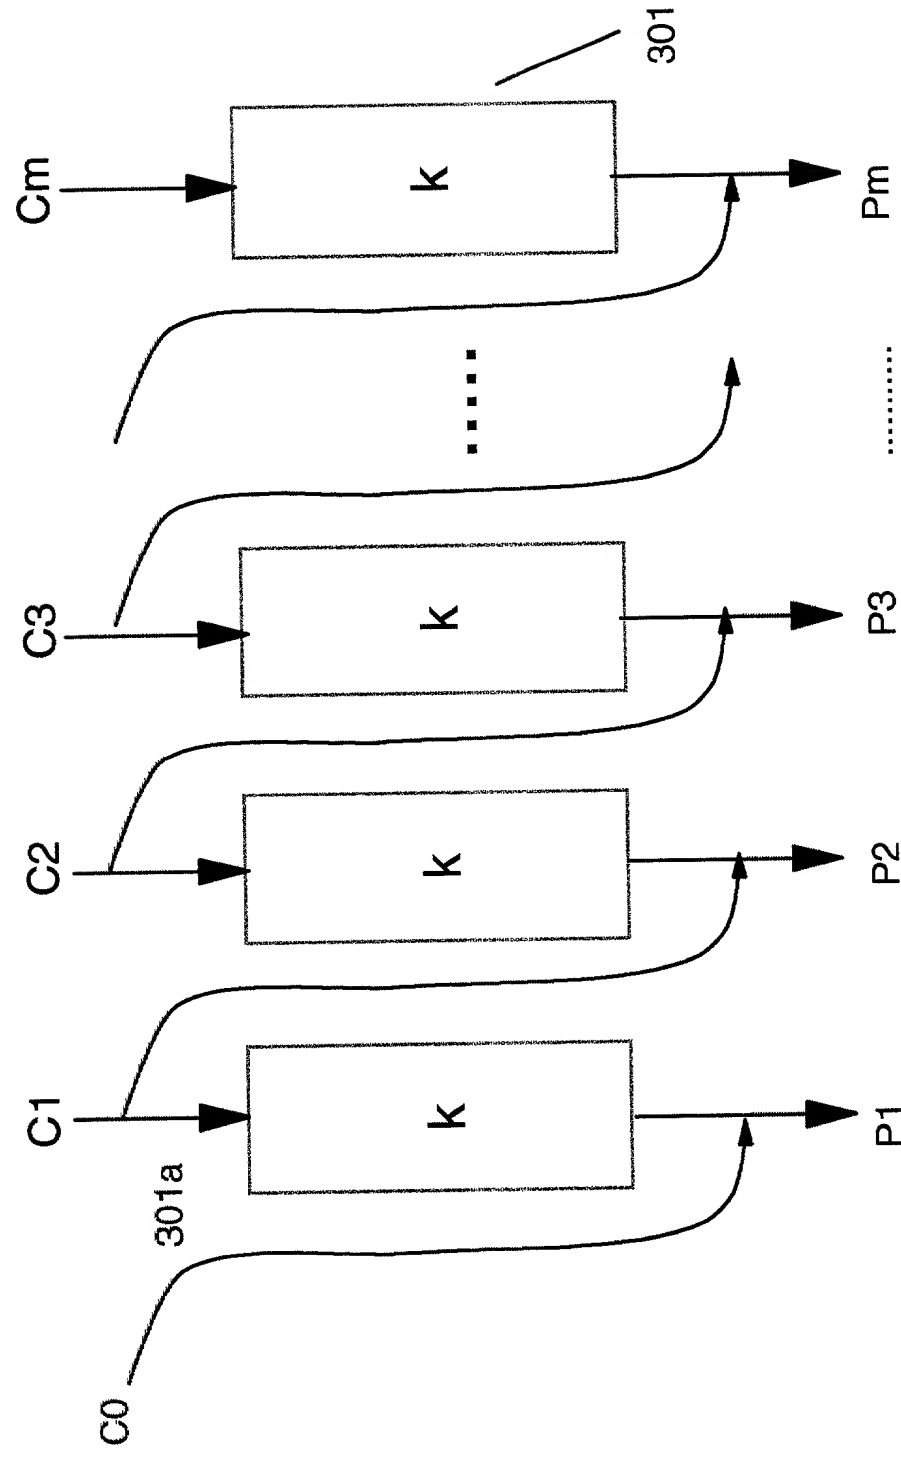 C1
C2
C3
Cm
C0
301a
k
k
k
.....
k
301
P1
P2
P3
...........
Pm